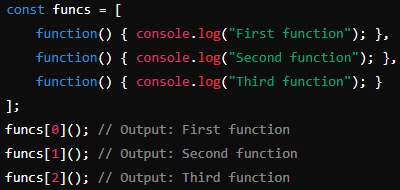 const funcs = [
    function() { console.log("First function"); },
    function() { console.log("Second function"); },
    function() { console.log("Third function"); }
];
funcs[0](); // Output: First function
funcs[1](); // Output: Second function
funcs[2](); // Output: Third function